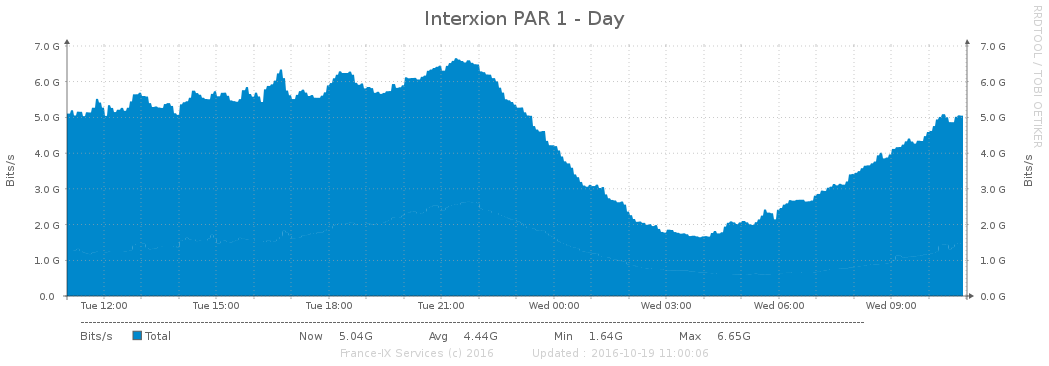 Interxion PAR 1 - Day
RRDTOOL / TOBI OETIKER
7.0 G 7.0 G
6.0 G 6.0 G
5.0 G 5.0 G
4.0 G 4.0 G
3.0 G 3.0 G
2.0 G 2.0 G
1.0 G 1.0 G
0.0 0.0 G
Bits/s
Bits/s
Tue 12:00 Tue 15:00 Tue 18:00 Tue 21:00 Wed 00:00 Wed 03:00 Wed 06:00 Wed 09:00
Bits/s Total Now 5.04G Avg 4.44G Min 1.64G Max 6.65G
France-IX Services (c) 2016 Updated : 2016-10-19 11:00:06